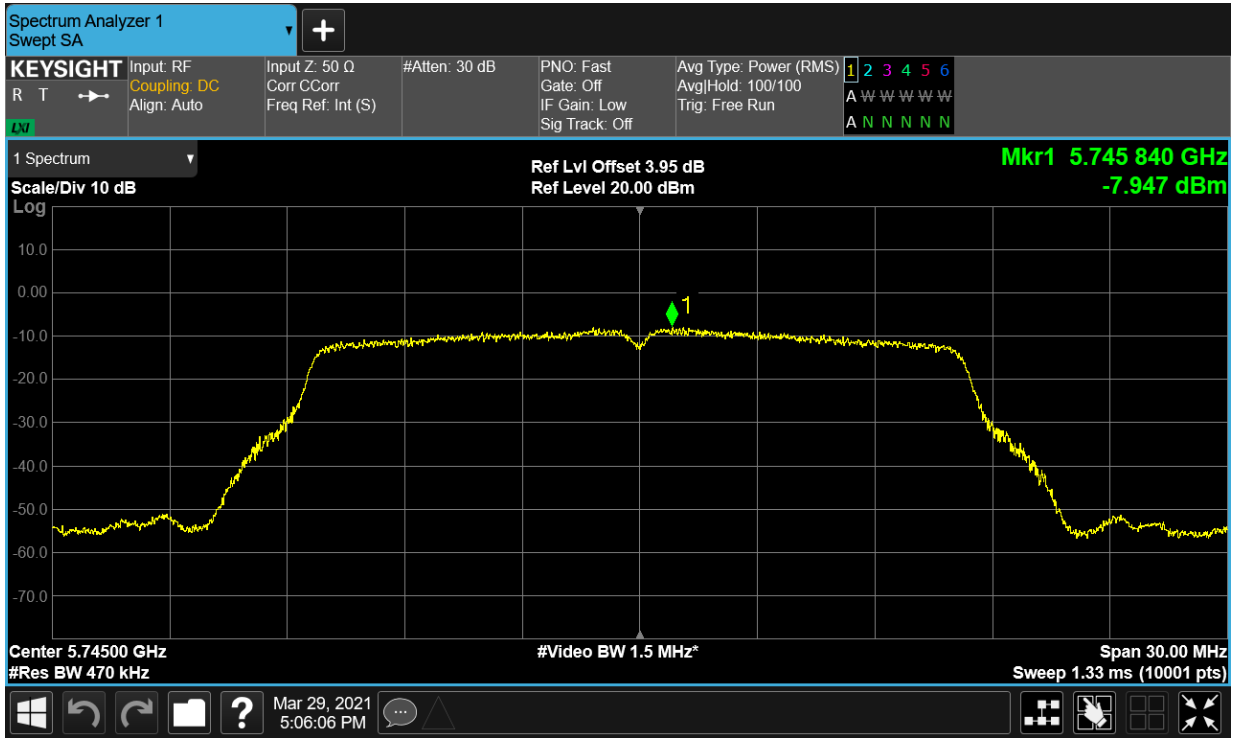 Spectrum Analyzer 1
Swept SA
KEYSIGHT
R T
LXI
Input: RF
Coupling: DC
Align: Auto
Input Z: 50 Ω
Corr CCorr
Freq Ref: Int (S)
#Atten: 30 dB
PNO: Fast
Gate: Off
IF Gain: Low
Sig Track: Off
Avg Type: Power (RMS)
Avg|Hold: 100/100
Trig: Free Run
1 2 3 4 5 6
A W W W W W
A N N N N N
1 Spectrum
Scale/Div 10 dB
Log
Ref Lvl Offset 3.95 dB
Ref Level 20.00 dBm
Mkr1 5.745 840 GHz
-7.947 dBm
10.0
0.00
1
-10.0
-20.0
-30.0
-40.0
-50.0
-60.0
-70.0
Center 5.74500 GHz
#Res BW 470 kHz
#Video BW 1.5 MHz*
Span 30.00 MHz
Sweep 1.33 ms (10001 pts)
?
Mar 29, 2021
5:06:06 PM